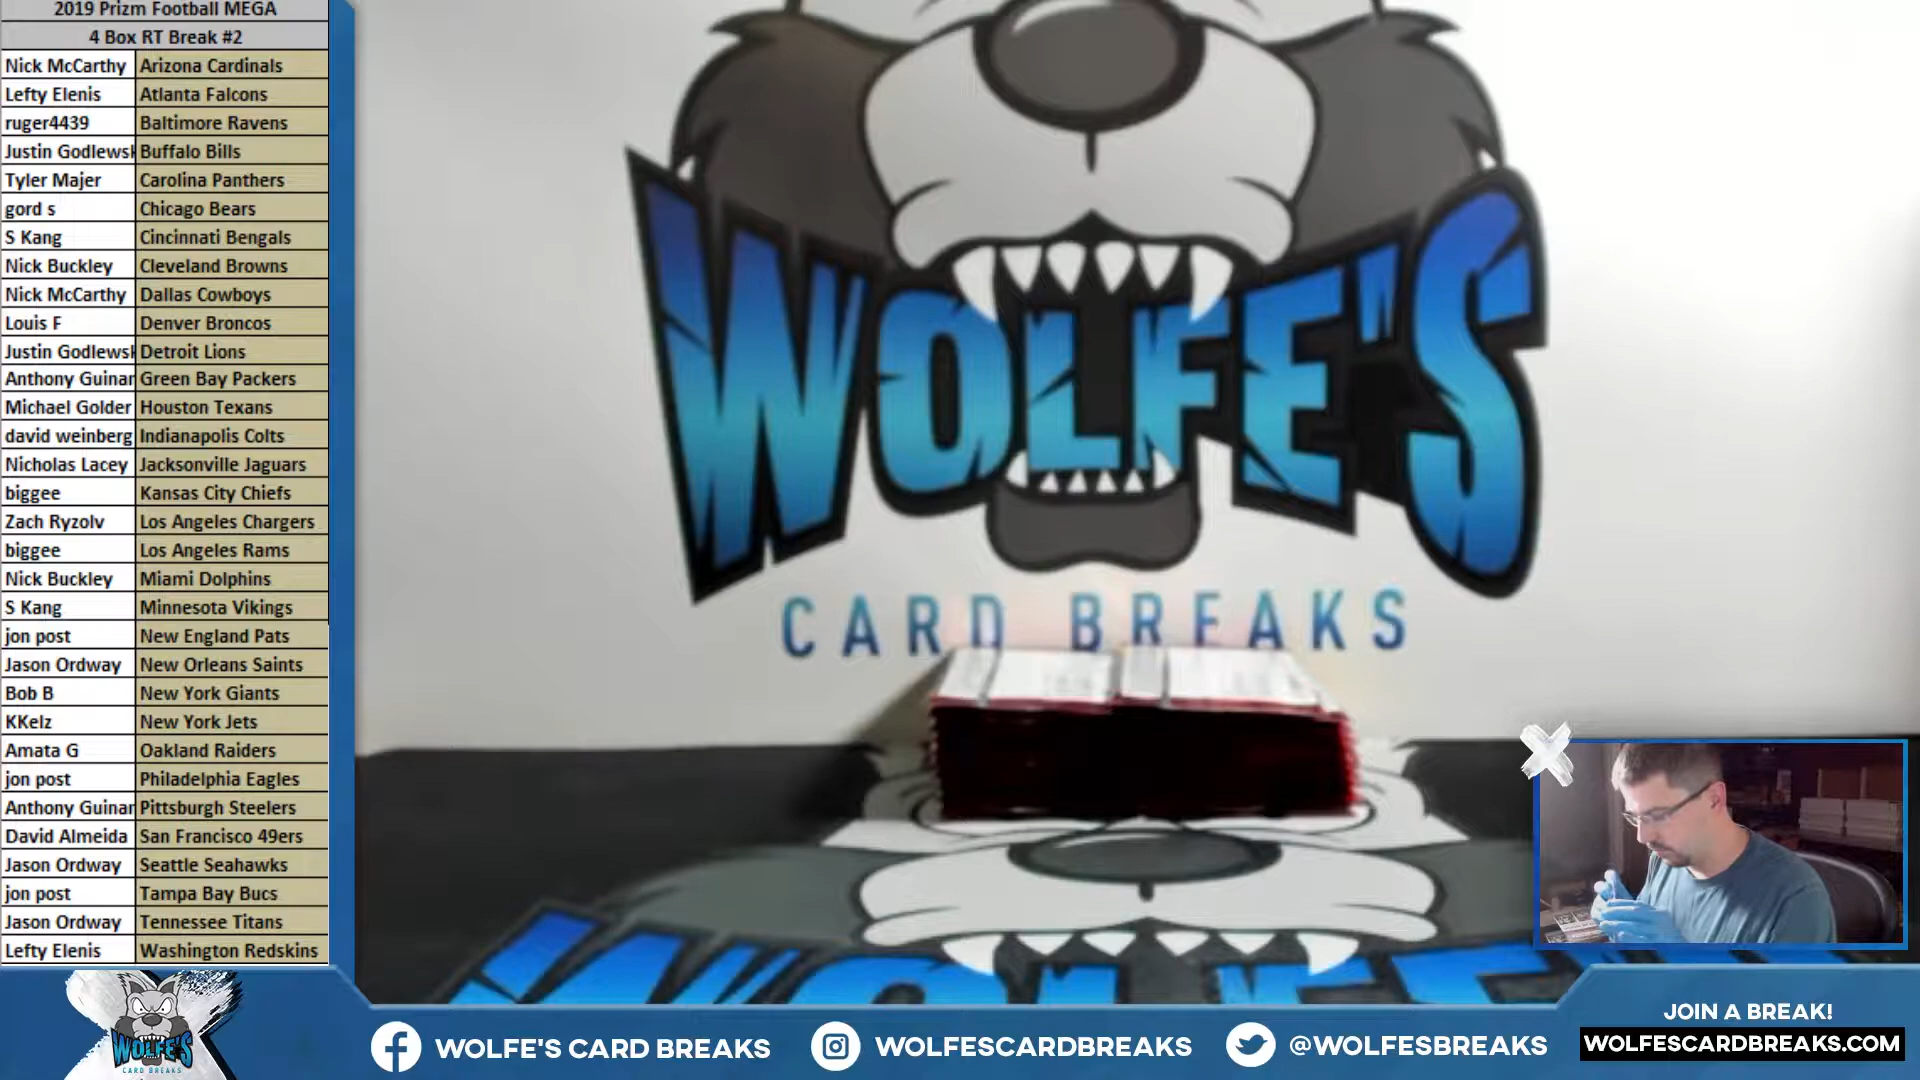 2019 Prizm Football MEGA
4 Box RT Break #2
Nick McCarthy Arizona Cardinals
Lefty Elenis Atlanta Falcons
ruger4439 Baltimore Ravens
Justin Godlewsk Buffalo Bills
Tyler Majer Carolina Panthers
gord s Chicago Bears
S Kang Cincinnati Bengals
Nick Buckley Cleveland Browns
Nick McCarthy Dallas Cowboys
Louis F Denver Broncos
Justin Godlewsk Detroit Lions
Anthony Guinar Green Bay Packers
Michael Golder Houston Texans
david weinberg Indianapolis Colts
Nicholas Lacey Jacksonville Jaguars
biggee Kansas City Chiefs
Zach Ryzolv Los Angeles Chargers
biggee Los Angeles Rams
Nick Buckley Miami Dolphins
S Kang Minnesota Vikings
jon post New England Pats
Jason Ordway New Orleans Saints
Bob B New York Giants
KKelz New York Jets
Amata G Oakland Raiders
jon post Philadelphia Eagles
Anthony Guinar Pittsburgh Steelers
David Almeida San Francisco 49ers
Jason Ordway Seattle Seahawks
jon post Tampa Bay Bucs
Jason Ordway Tennessee Titans
Lefty Elenis Washington Redskins
WOLFE'S
CARD BREAKS
WOLFE'S
WOLFE'S
CARD BREAKS
WOLFE'S CARD BREAKS
WOLFESCARDBREAKS
@WOLFESBREAKS
JOIN A BREAK!
WOLFESCARDBREAKS.COM